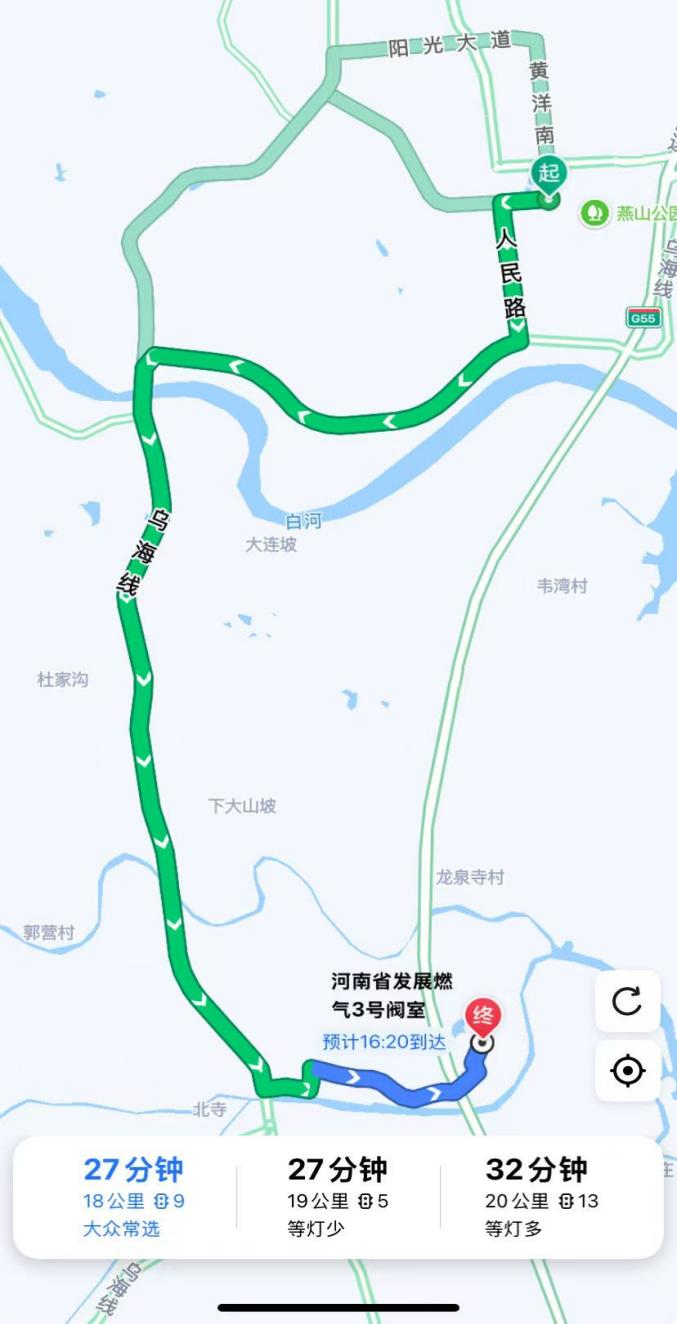 阳光大道
黄洋南
起
燕山公园
人民路
乌海线
G55
白河
大连坡
乌海线
韦湾村
杜家沟
下大山坡
龙泉寺村
郭营村
河南省发展燃
气3号阀室
终
预计16:20到达
北寺
27分钟
27分钟
32分钟
18公里 9
19公里 5
20公里 13
大众常选
等灯少
等灯多
庄
乌海线